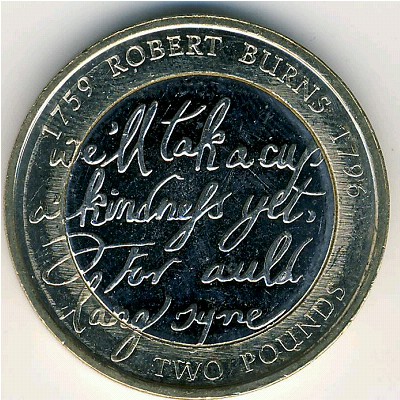 1759 ROBERT BURNS 1796
we'll tak a cup
a kindness yet,
For auld
lang syne
TWO POUNDS